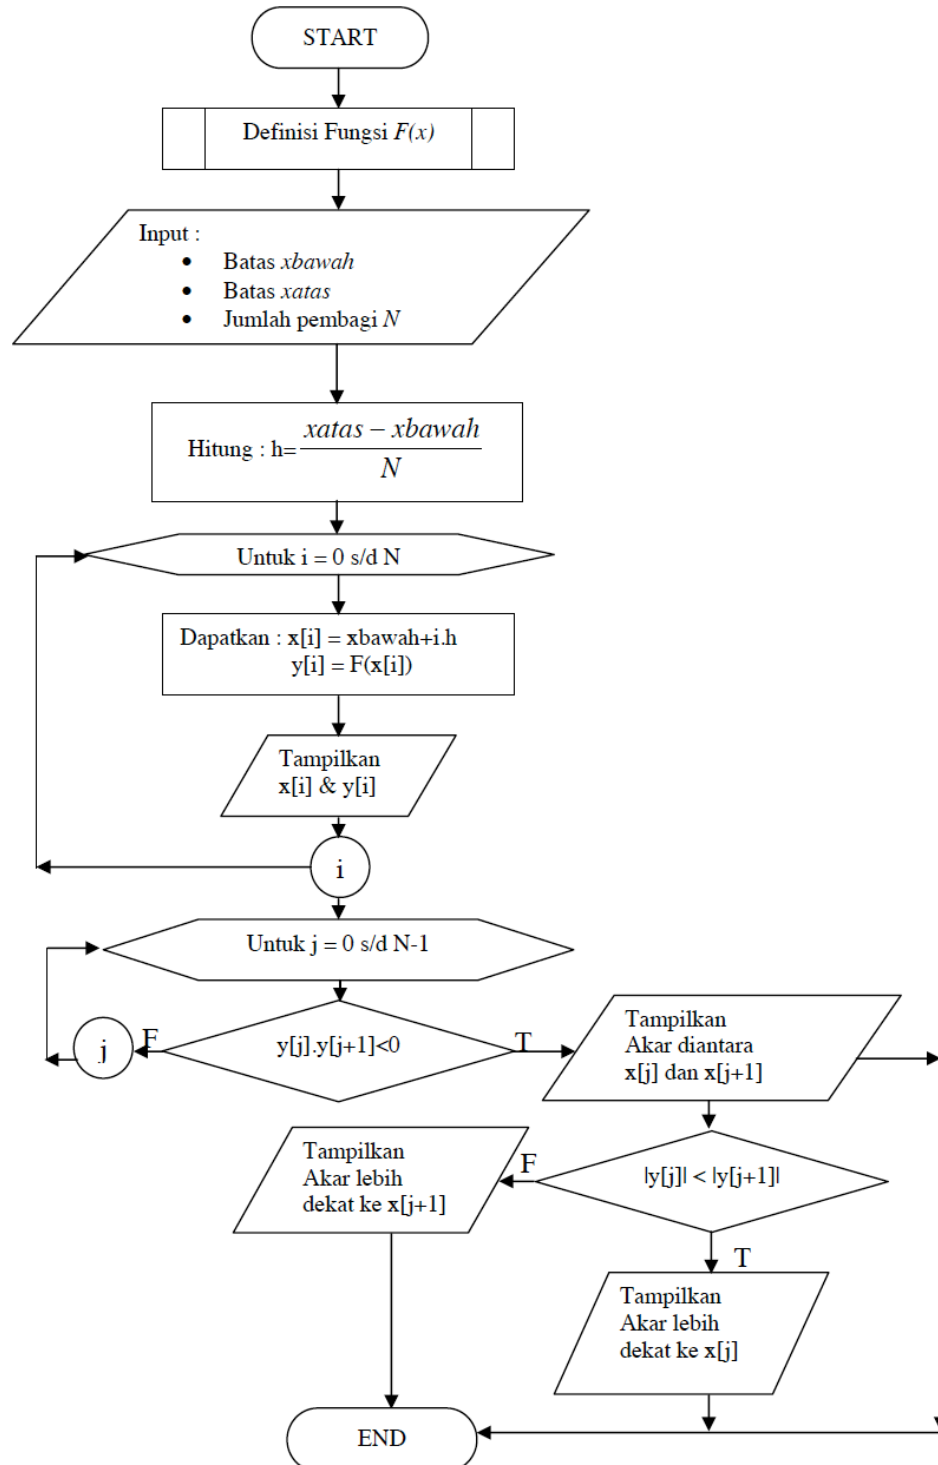 START
Definisi Fungsi F(x)
Input :
• Batas xbawah
• Batas xatas
• Jumlah pembagi N
Hitung : h= xatas − xbawah
N
Untuk i = 0 s/d N
Dapatkan : x[i] = xbawah+i.h
y[i] = F(x[i])
Tampilkan
x[i] & y[i]
i
Untuk j = 0 s/d N-1
j
F
y[j].y[j+1]<0
T
Tampilkan
Akar diantara
x[j] dan x[j+1]
|y[j]| < |y[j+1]|
F
Tampilkan
Akar lebih
dekat ke x[j+1]
T
Tampilkan
Akar lebih
dekat ke x[j]
END